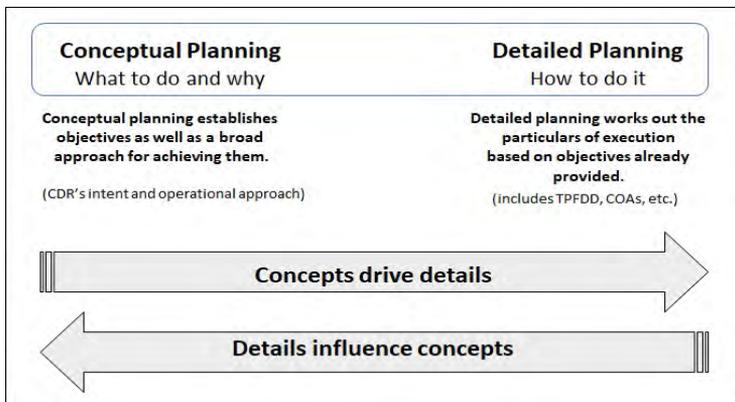 Conceptual Planning
What to do and why
Detailed Planning
How to do it
Conceptual planning establishes
objectives as well as a broad
approach for achieving them.
(CDR's intent and operational approach)
Detailed planning works out the
particulars of execution
based on objectives already
provided.
(includes TPFDD, COAs, etc.)
Concepts drive details
Details influence concepts